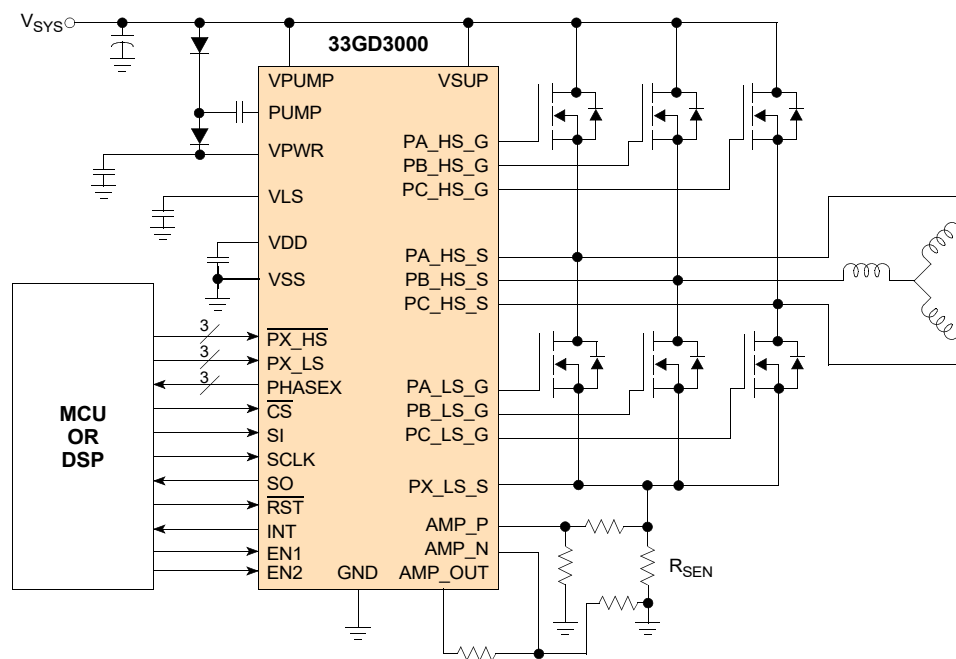 VSYS
33GD3000
VPUMP
VSUP
PUMP
PA_HS_G
VPWR
PB_HS_G
PC_HS_G
VLS
VDD
PA_HS_S
VSS
PB_HS_S
PC_HS_S
3
PX_HS
3
PX_LS
3
PHASEX
PA_LS_G
MCU
OR
DSP
CS
PB_LS_G
SI
PC_LS_G
SCLK
SO
PX_LS_S
RST
INT
AMP_P
EN1
AMP_N
EN2
GND
AMP_OUT
RSEN